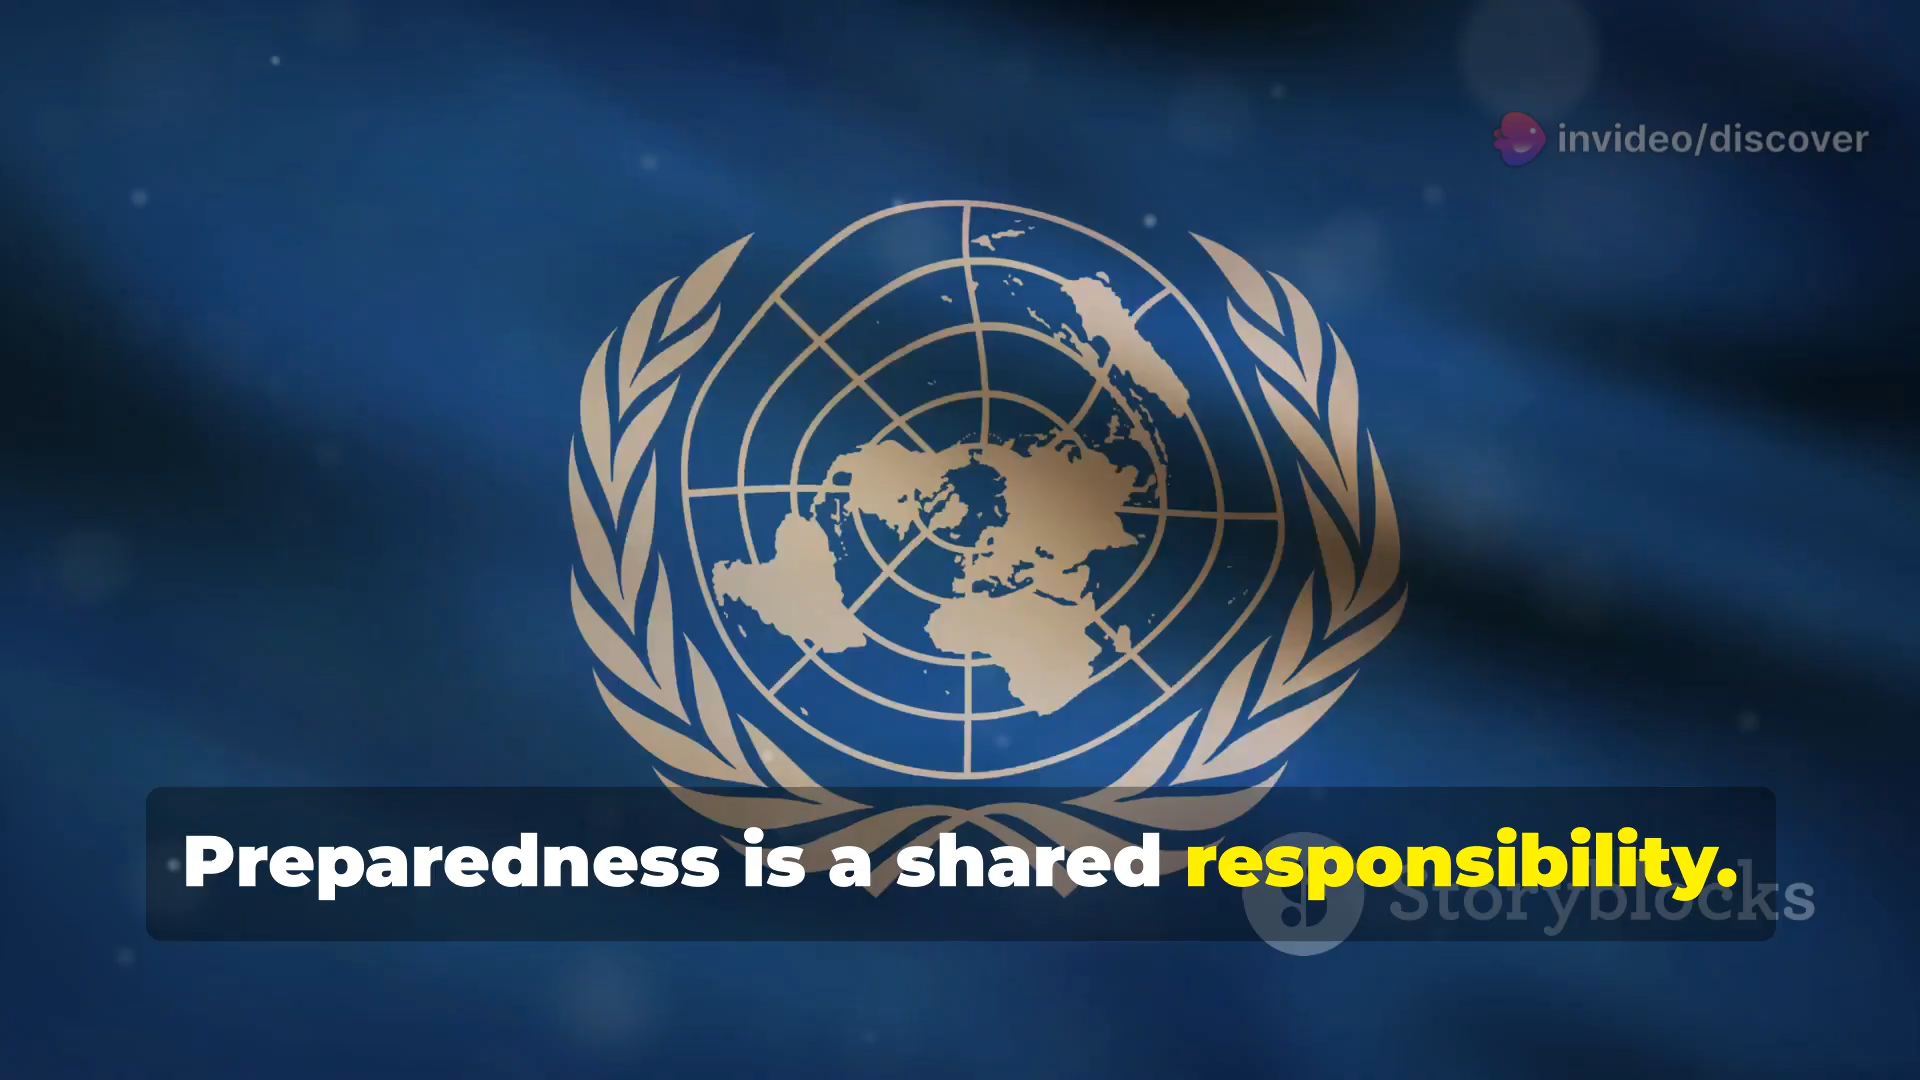 invideo/discover
Preparedness is a shared responsibility.
Storyblocks